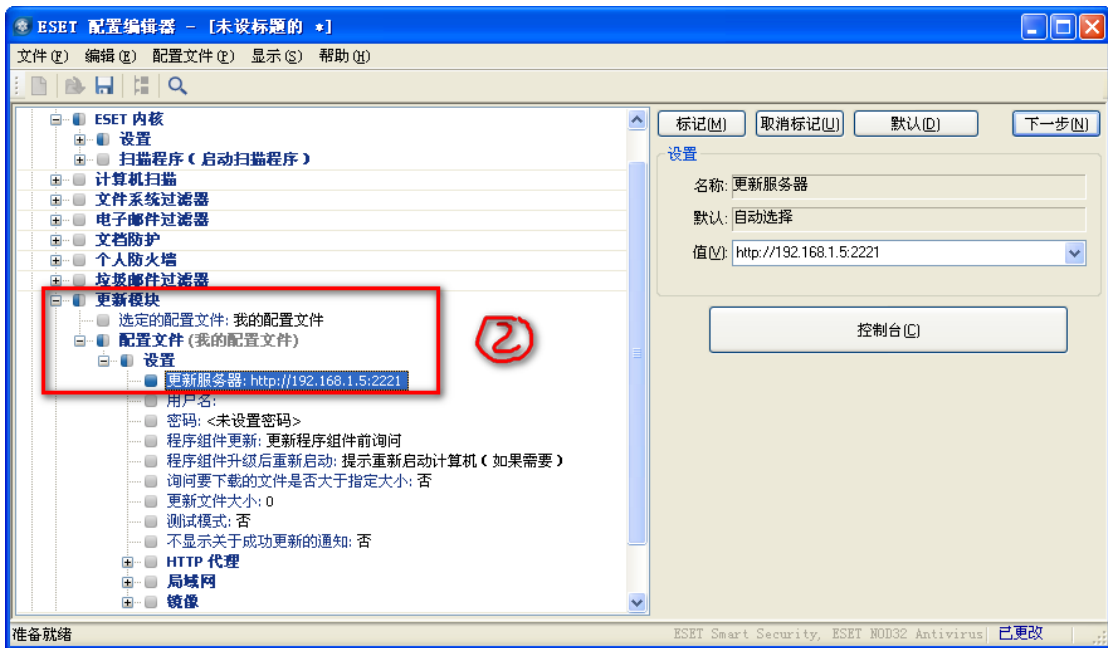 ESET 配置编辑器 - [未设标题的 *]
文件(F) 编辑(E) 配置文件(P) 显示(S) 帮助(H)
ESET 内核
设置
扫描程序(启动扫描程序)
计算机扫描
文件系统过滤器
电子邮件过滤器
文档防护
个人防火墙
垃圾邮件过滤器
更新模块
选定的配置文件: 我的配置文件
配置文件 (我的配置文件)
设置
更新服务器: http://192.168.1.5:2221
用户名:
密码: <未设置密码>
程序组件更新: 更新程序组件前询问
程序组件升级后重新启动: 提示重新启动计算机(如果需要)
询问要下载的文件是否大于指定大小: 否
更新文件大小: 0
测试模式: 否
不显示关于成功更新的通知: 否
HTTP 代理
局域网
镜像
②
标记(M) 取消标记(U) 默认(D) 下一步(N)
设置
名称: 更新服务器
默认: 自动选择
值(V): http://192.168.1.5:2221
控制台(C)
准备就绪 ESET Smart Security, ESET NOD32 Antivirus 已更改